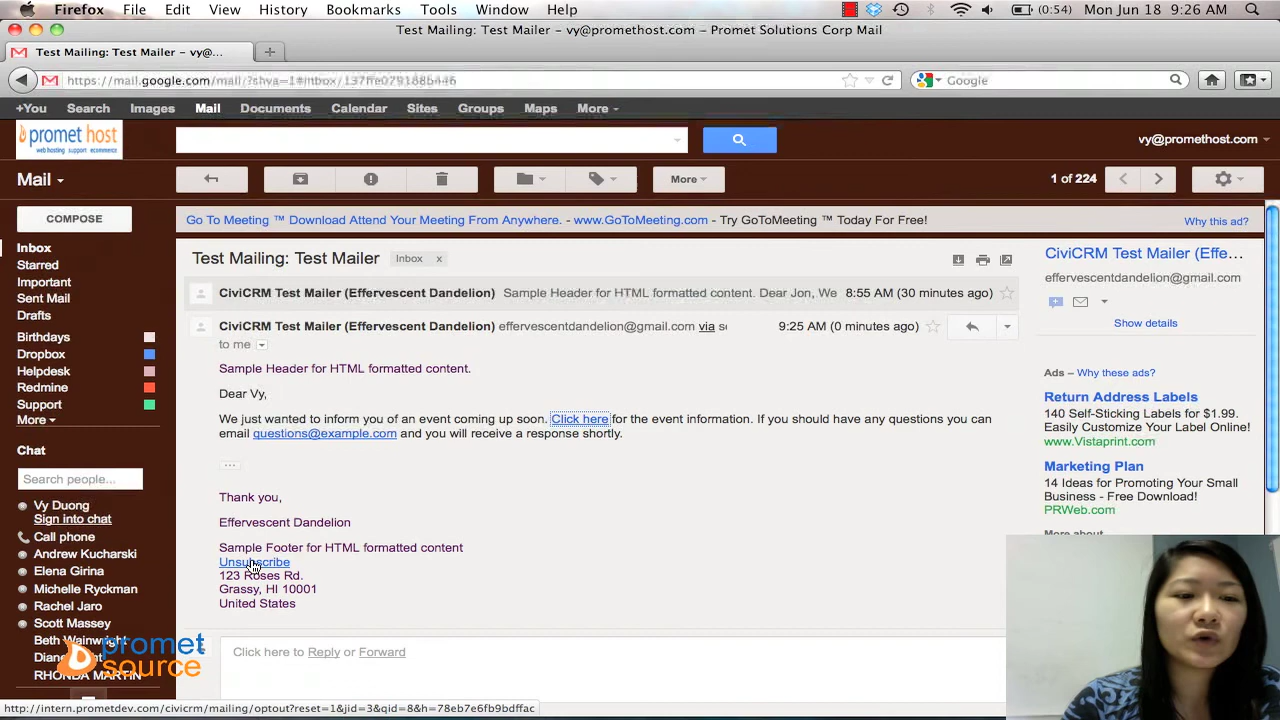 Firefox File Edit View History Bookmarks Tools Window Help (0:54) Mon Jun 18 9:26 AM
Test Mailing: Test Mailer - vy@promethost.com - Promet Solutions Corp Mail
Test Mailing: Test Mailer - vy@...
https://mail.google.com/mail/?shva=1#inbox/137ffe079188b446 Google
+You Search Images Mail Documents Calendar Sites Groups Maps More
promet host
web hosting support ecommerce
vy@promethost.com
Mail More 1 of 224
COMPOSE
Go To Meeting ™ Download Attend Your Meeting From Anywhere. - www.GoToMeeting.com - Try GoToMeeting ™ Today For Free! Why this ad?
Inbox
Starred
Important
Sent Mail
Drafts
Birthdays
Dropbox
Helpdesk
Redmine
Support
More
Chat
Search people...
Vy Duong
Sign into chat
Call phone
Andrew Kucharski
Elena Girina
Michelle Ryckman
Rachel Jaro
Scott Massey
Beth Wainwright
RHONDA MARTIN
promet
source
Test Mailing: Test Mailer Inbox x
CiviCRM Test Mailer (Effervescent Dandelion) Sample Header for HTML formatted content. Dear Jon, We 8:55 AM (30 minutes ago)
CiviCRM Test Mailer (Effervescent Dandelion) effervescentdandelion@gmail.com via 9:25 AM (0 minutes ago)
to me
Sample Header for HTML formatted content.
Dear Vy,
We just wanted to inform you of an event coming up soon. Click here for the event information. If you should have any questions you can
email questions@example.com and you will receive a response shortly.
...
Thank you,
Effervescent Dandelion
Sample Footer for HTML formatted content
Unsubscribe
123 Roses Rd.
Grassy, HI 10001
United States
Click here to Reply or Forward
CiviCRM Test Mailer (Effe...
effervescentdandelion@gmail.com
Show details
Ads - Why these ads?
Return Address Labels
140 Self-Sticking Labels for $1.99.
Easily Customize Your Label Online!
www.Vistaprint.com
Marketing Plan
14 Ideas for Promoting Your Small
Business - Free Download!
PRWeb.com
More about
http://intern.prometdev.com/civicrm/mailing/optout?reset=1&jid=3&qid=8&h=78eb7e6fb9bdffac